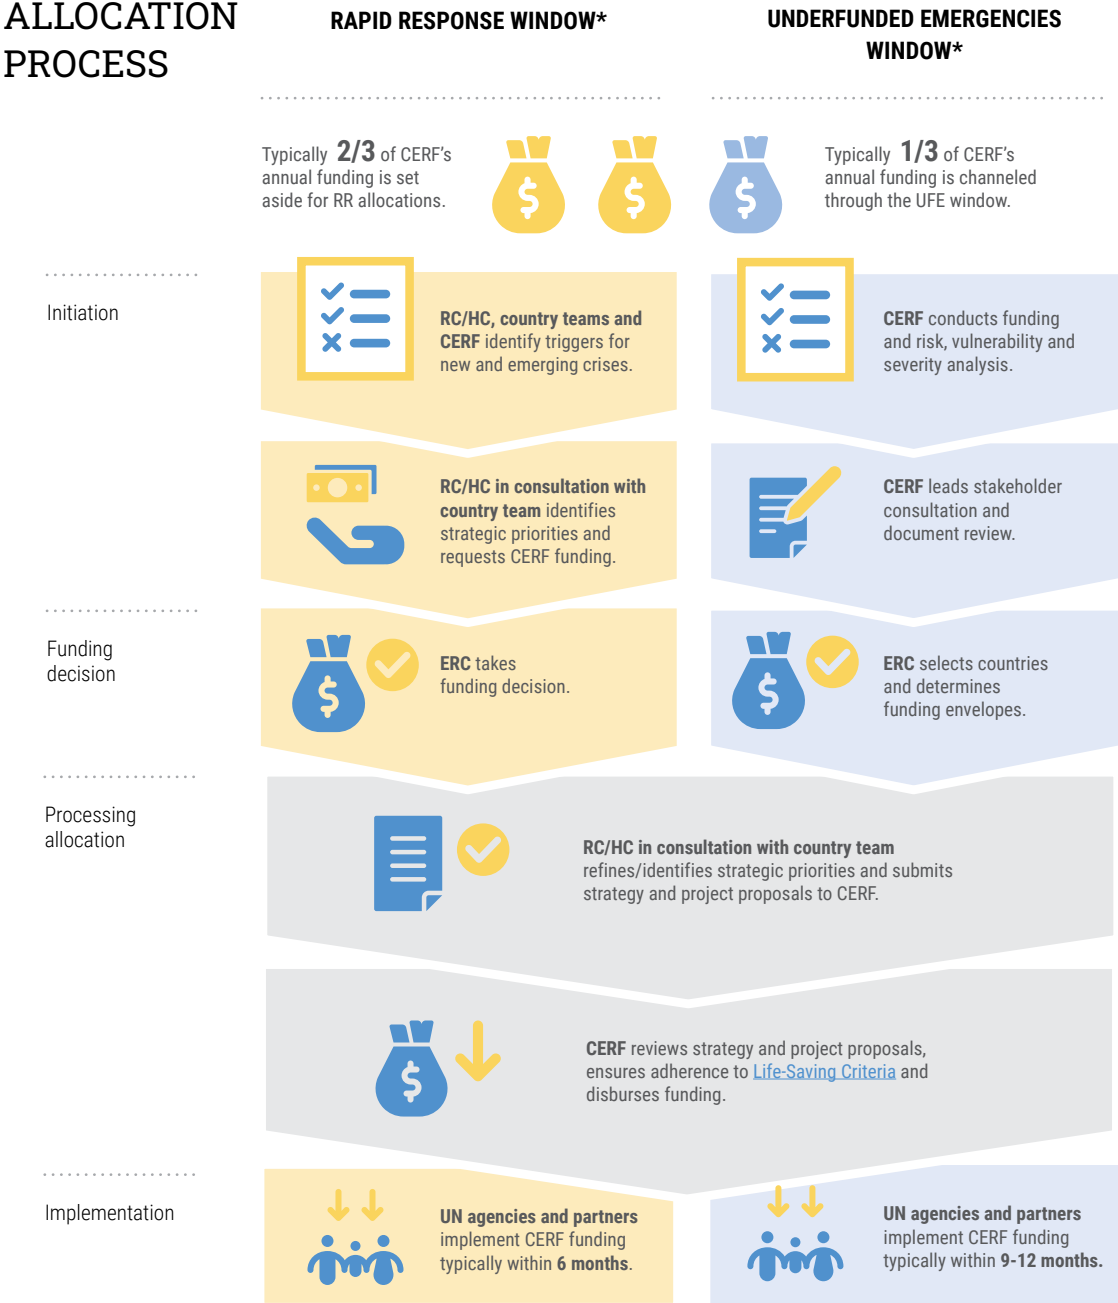 ALLOCATION
PROCESS
RAPID RESPONSE WINDOW*
UNDERFUNDED EMERGENCIES
WINDOW*
Typically 2/3 of CERF's
annual funding is set
aside for RR allocations.
$
$
$
Typically 1/3 of CERF's
annual funding is channeled
through the UFE window.
Initiation
RC/HC, country teams and
CERF identify triggers for
new and emerging crises.
CERF conducts funding
and risk, vulnerability and
severity analysis.
RC/HC in consultation with
country team identifies
strategic priorities and
requests CERF funding.
CERF leads stakeholder
consultation and
document review.
Funding
decision
$
ERC takes
funding decision.
$
ERC selects countries
and determines
funding envelopes.
Processing
allocation
RC/HC in consultation with country team
refines/identifies strategic priorities and submits
strategy and project proposals to CERF.
$
CERF reviews strategy and project proposals,
ensures adherence to Life-Saving Criteria and
disburses funding.
Implementation
UN agencies and partners
implement CERF funding
typically within 6 months.
UN agencies and partners
implement CERF funding
typically within 9-12 months.